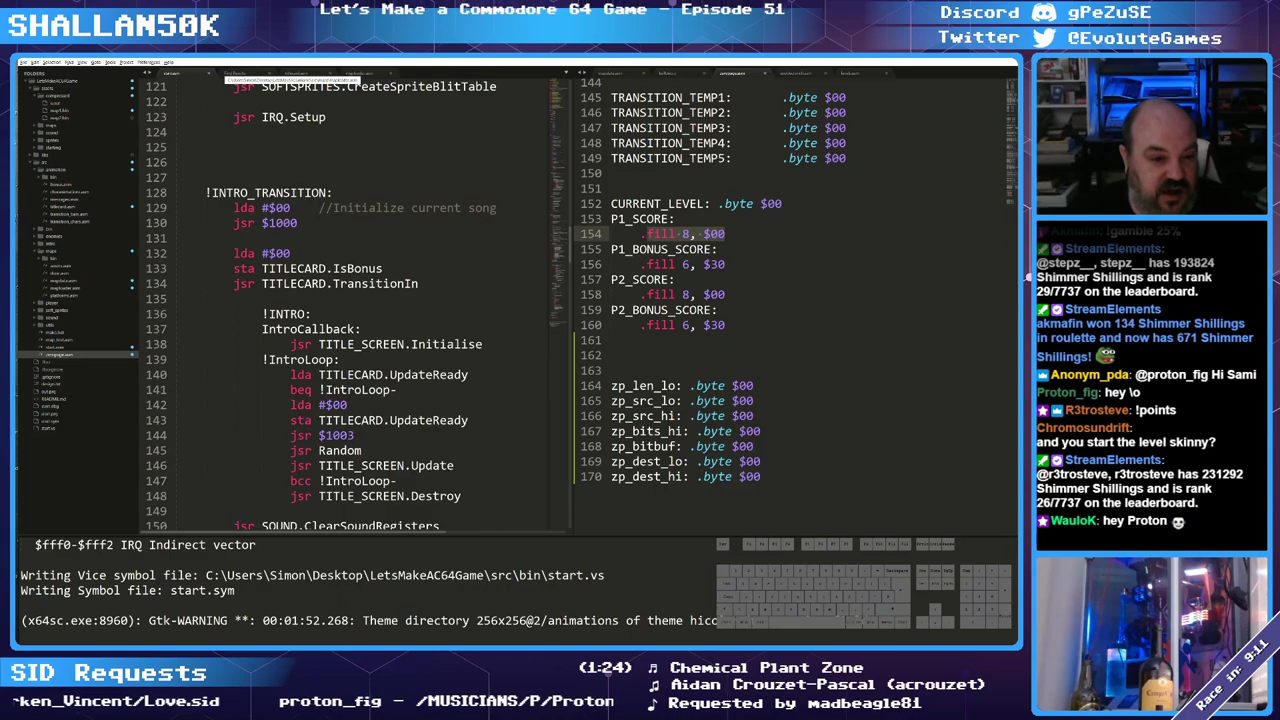 Let's Make a Commodore 64 Game - Episode 51
SHALLAN50K
Discord gPeZuSE
Twitter @EvoluteGames
121 jsr SOFTSPRITES.CreateSpriteBlitTable
122
123 jsr IRQ.Setup
124
125
126
127
128 !INTRO_TRANSITION:
129 lda #$00 //Initialize current song
130 jsr $1000
131
132 lda #$00
133 sta TITLECARD.IsBonus
134 jsr TITLECARD.TransitionIn
135
136 !INTRO:
137 IntroCallback:
138 jsr TITLE_SCREEN.Initialise
139 !IntroLoop:
140 lda TITLECARD.UpdateReady
141 beq !IntroLoop-
142 lda #$00
143 sta TITLECARD.UpdateReady
144 jsr $1003
145 jsr Random
146 jsr TITLE_SCREEN.Update
147 bcc !IntroLoop-
148 jsr TITLE_SCREEN.Destroy
149
150 jsr SOUND.ClearSoundRegisters
144
145 TRANSITION_TEMP1: .byte $00
146 TRANSITION_TEMP2: .byte $00
147 TRANSITION_TEMP3: .byte $00
148 TRANSITION_TEMP4: .byte $00
149 TRANSITION_TEMP5: .byte $00
150
151
152 CURRENT_LEVEL: .byte $00
153 P1_SCORE:
154 .fill 8, $00
155 P1_BONUS_SCORE:
156 .fill 6, $30
157 P2_SCORE:
158 .fill 8, $00
159 P2_BONUS_SCORE:
160 .fill 6, $30
161
162
163
164 zp_len_lo: .byte $00
165 zp_src_lo: .byte $00
166 zp_src_hi: .byte $00
167 zp_bits_hi: .byte $00
168 zp_bitbuf: .byte $00
169 zp_dest_lo: .byte $00
170 zp_dest_hi: .byte $00
$fff0-$fff2 IRQ Indirect vector
Writing Vice symbol file: C:\Users\Simon\Desktop\LetsMakeAC64Game\src\bin\start.vs
Writing Symbol file: start.sym
(x64sc.exe:8960): Gtk-WARNING **: 00:01:52.268: Theme directory 256x256@2/animations of theme hicc
Akmafin: !gamble 25%
StreamElements:
@stepz__, stepz__ has 193824
Shimmer Shillings and is rank
29/7737 on the leaderboard.
StreamElements:
akmafin won 134 Shimmer Shillings
in roulette and now has 671 Shimmer
Shillings!
Anonym_pda: @proton_fig Hi Sami
Proton_fig: hey \o
R3trosteve: !points
Chromosundrift:
and you start the level skinny?
StreamElements:
@r3trosteve, r3trosteve has 231292
Shimmer Shillings and is rank
26/7737 on the leaderboard.
WauloK: hey Proton
Race in: 9:11
SID Requests
rken_Vincent/Love.sid proton_fig - /MUSICIANS/P/Proton
(1:24) ♫ Chemical Plant Zone
♫ Aidan Crouzet-Pascal (acrouzet)
♪ Requested by madbeagle81